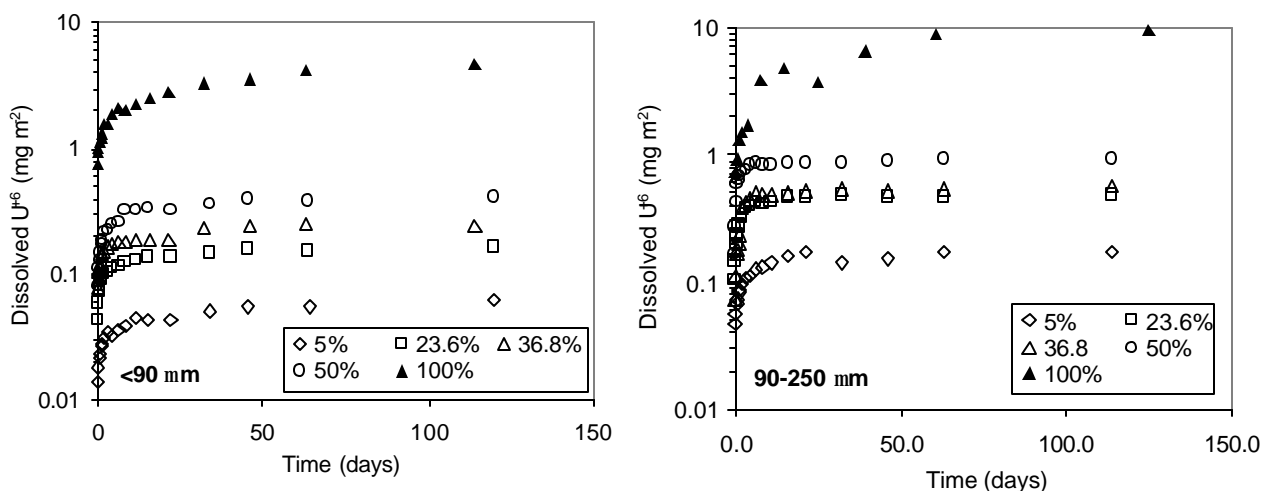 10
1
0.1
0.01
Dissolved U+6 (mg m2)
5% 23.6% 36.8%
50% 100%
<90 mm
0 50 100 150
Time (days)
10
1
0.1
0.01
Dissolved U+6 (mg m2)
5% 23.6%
36.8 50%
100%
90-250 mm
0.0 50.0 100.0 150.0
Time (days)